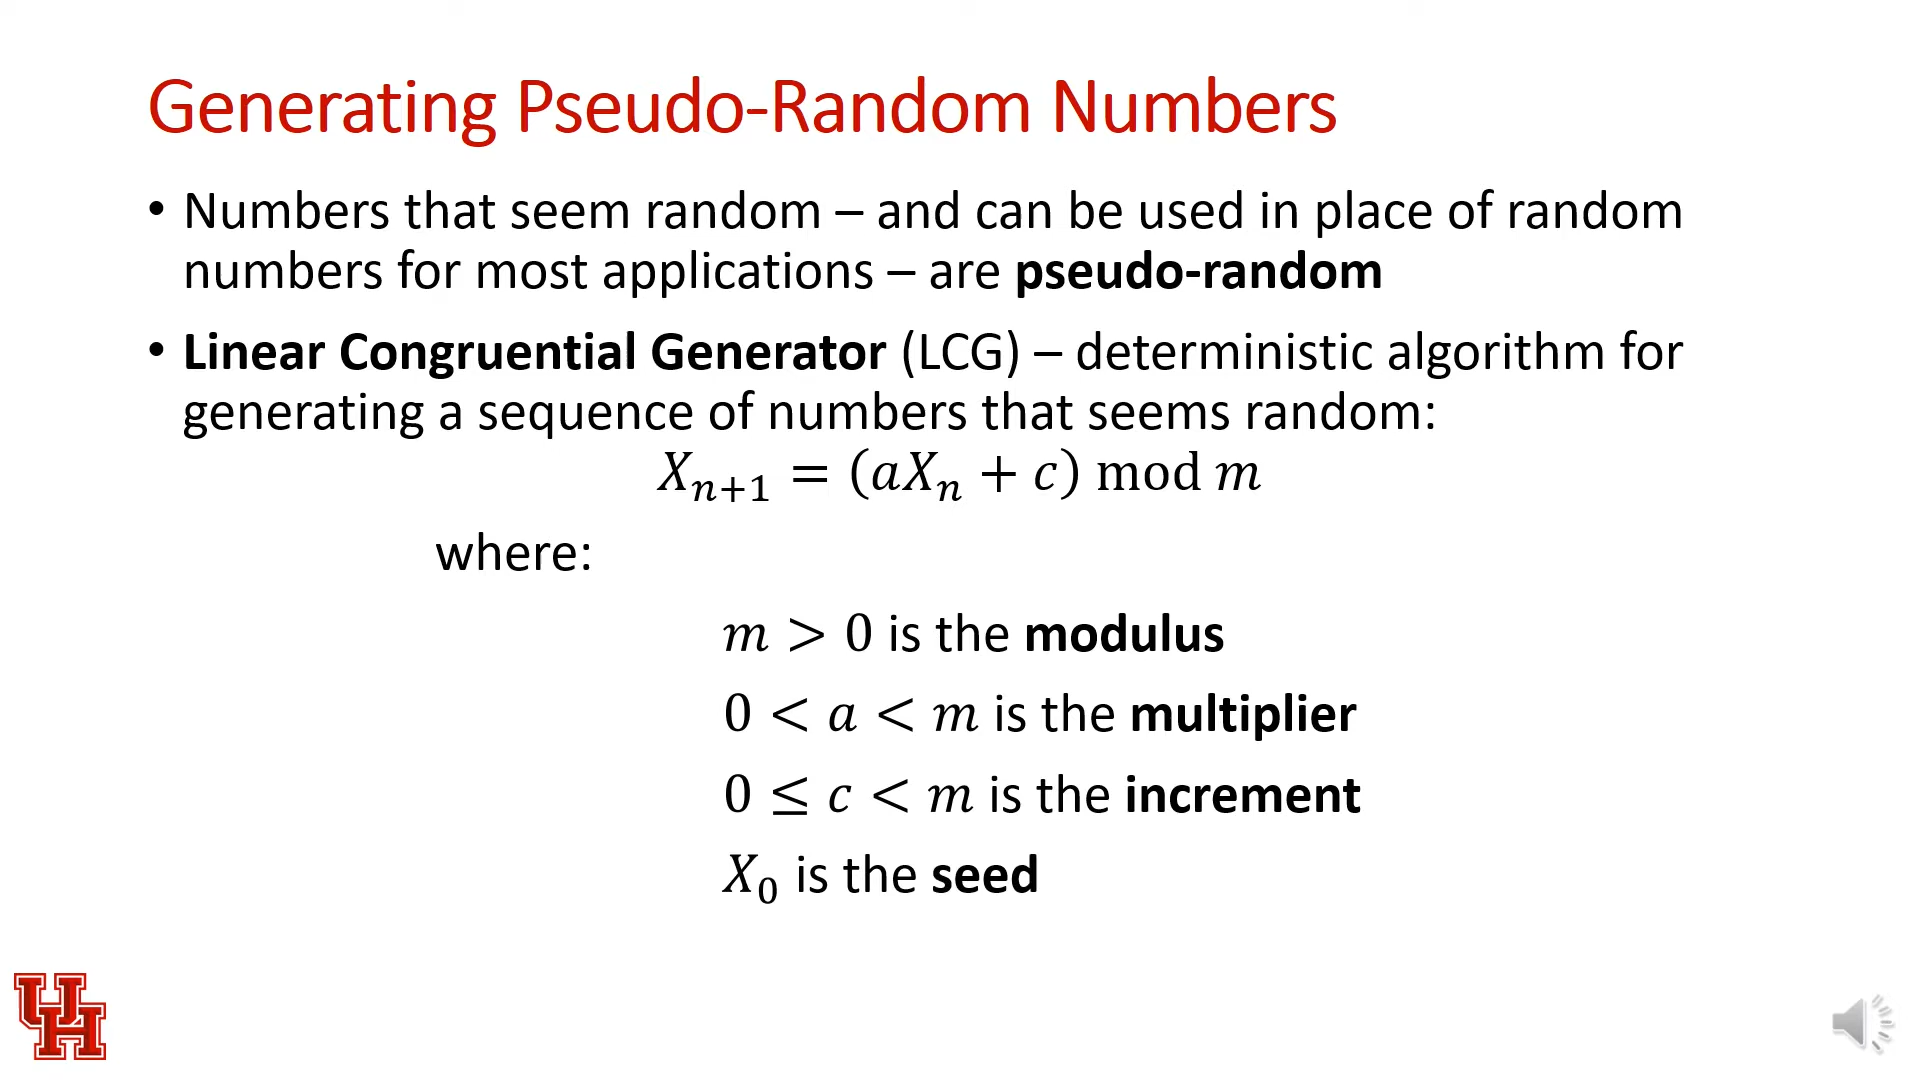 Generating Pseudo-Random Numbers
• Numbers that seem random – and can be used in place of random
numbers for most applications – are pseudo-random
• Linear Congruential Generator (LCG) – deterministic algorithm for
generating a sequence of numbers that seems random:
Xₙ₊₁ = (aXₙ + c) mod m
where:
m > 0 is the modulus
0 < a < m is the multiplier
0 ≤ c < m is the increment
X₀ is the seed
UH